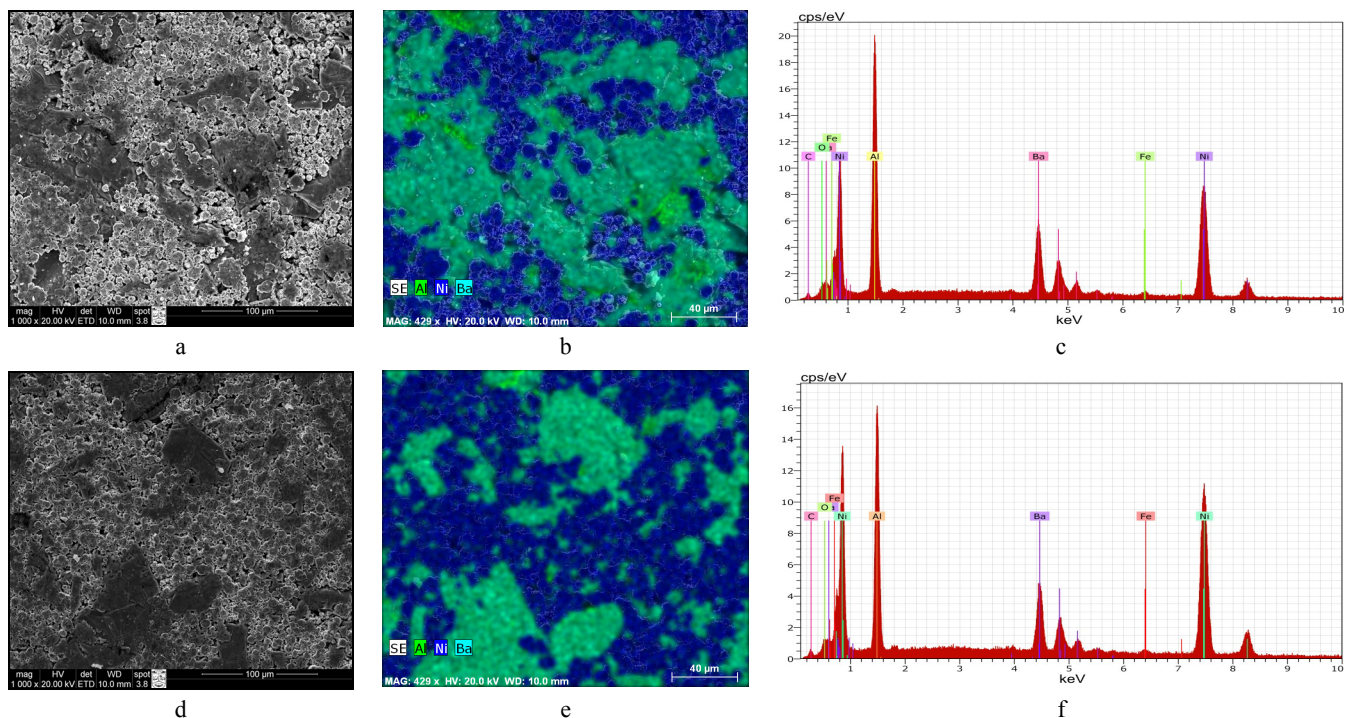 mag HV det WD spot
1 000 x 20.00 kV ETD 10.0 mm 3.8
100 µm
a
SE Al Ni Ba
40 µm
MAG: 429 x HV: 20.0 kV WD: 10.0 mm
b
cps/eV
20
18
16
14
12
10
8
6
4
2
0
C O Fe Ni Al Ba Fe Ni
1 2 3 4 5 6 7 8 9 10
keV
c
mag HV det WD spot
1 000 x 20.00 kV ETD 10.0 mm 3.8
100 µm
d
SE Al Ni Ba
40 µm
MAG: 429 x HV: 20.0 kV WD: 10.0 mm
e
cps/eV
16
14
12
10
8
6
4
2
0
C O Fe Ni Al Ba Fe Ni
1 2 3 4 5 6 7 8 9 10
keV
f